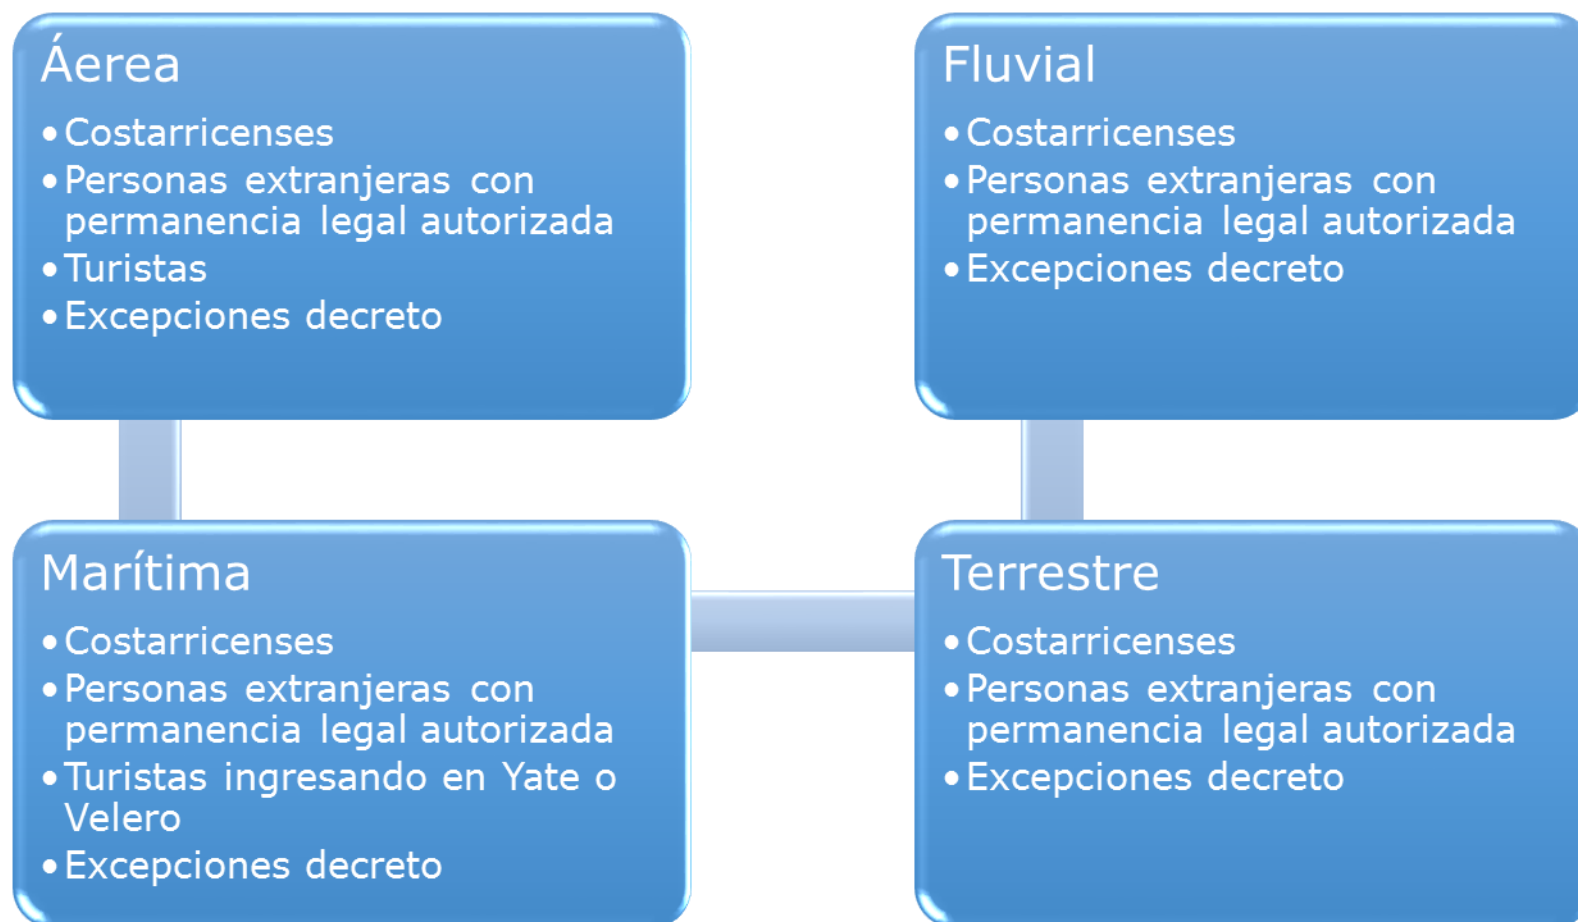 Áerea
•Costarricenses
•Personas extranjeras con
permanencia legal autorizada
•Turistas
•Excepciones decreto
Fluvial
•Costarricenses
•Personas extranjeras con
permanencia legal autorizada
•Excepciones decreto
Marítima
•Costarricenses
•Personas extranjeras con
permanencia legal autorizada
•Turistas ingresando en Yate o
Velero
•Excepciones decreto
Terrestre
•Costarricenses
•Personas extranjeras con
permanencia legal autorizada
•Excepciones decreto